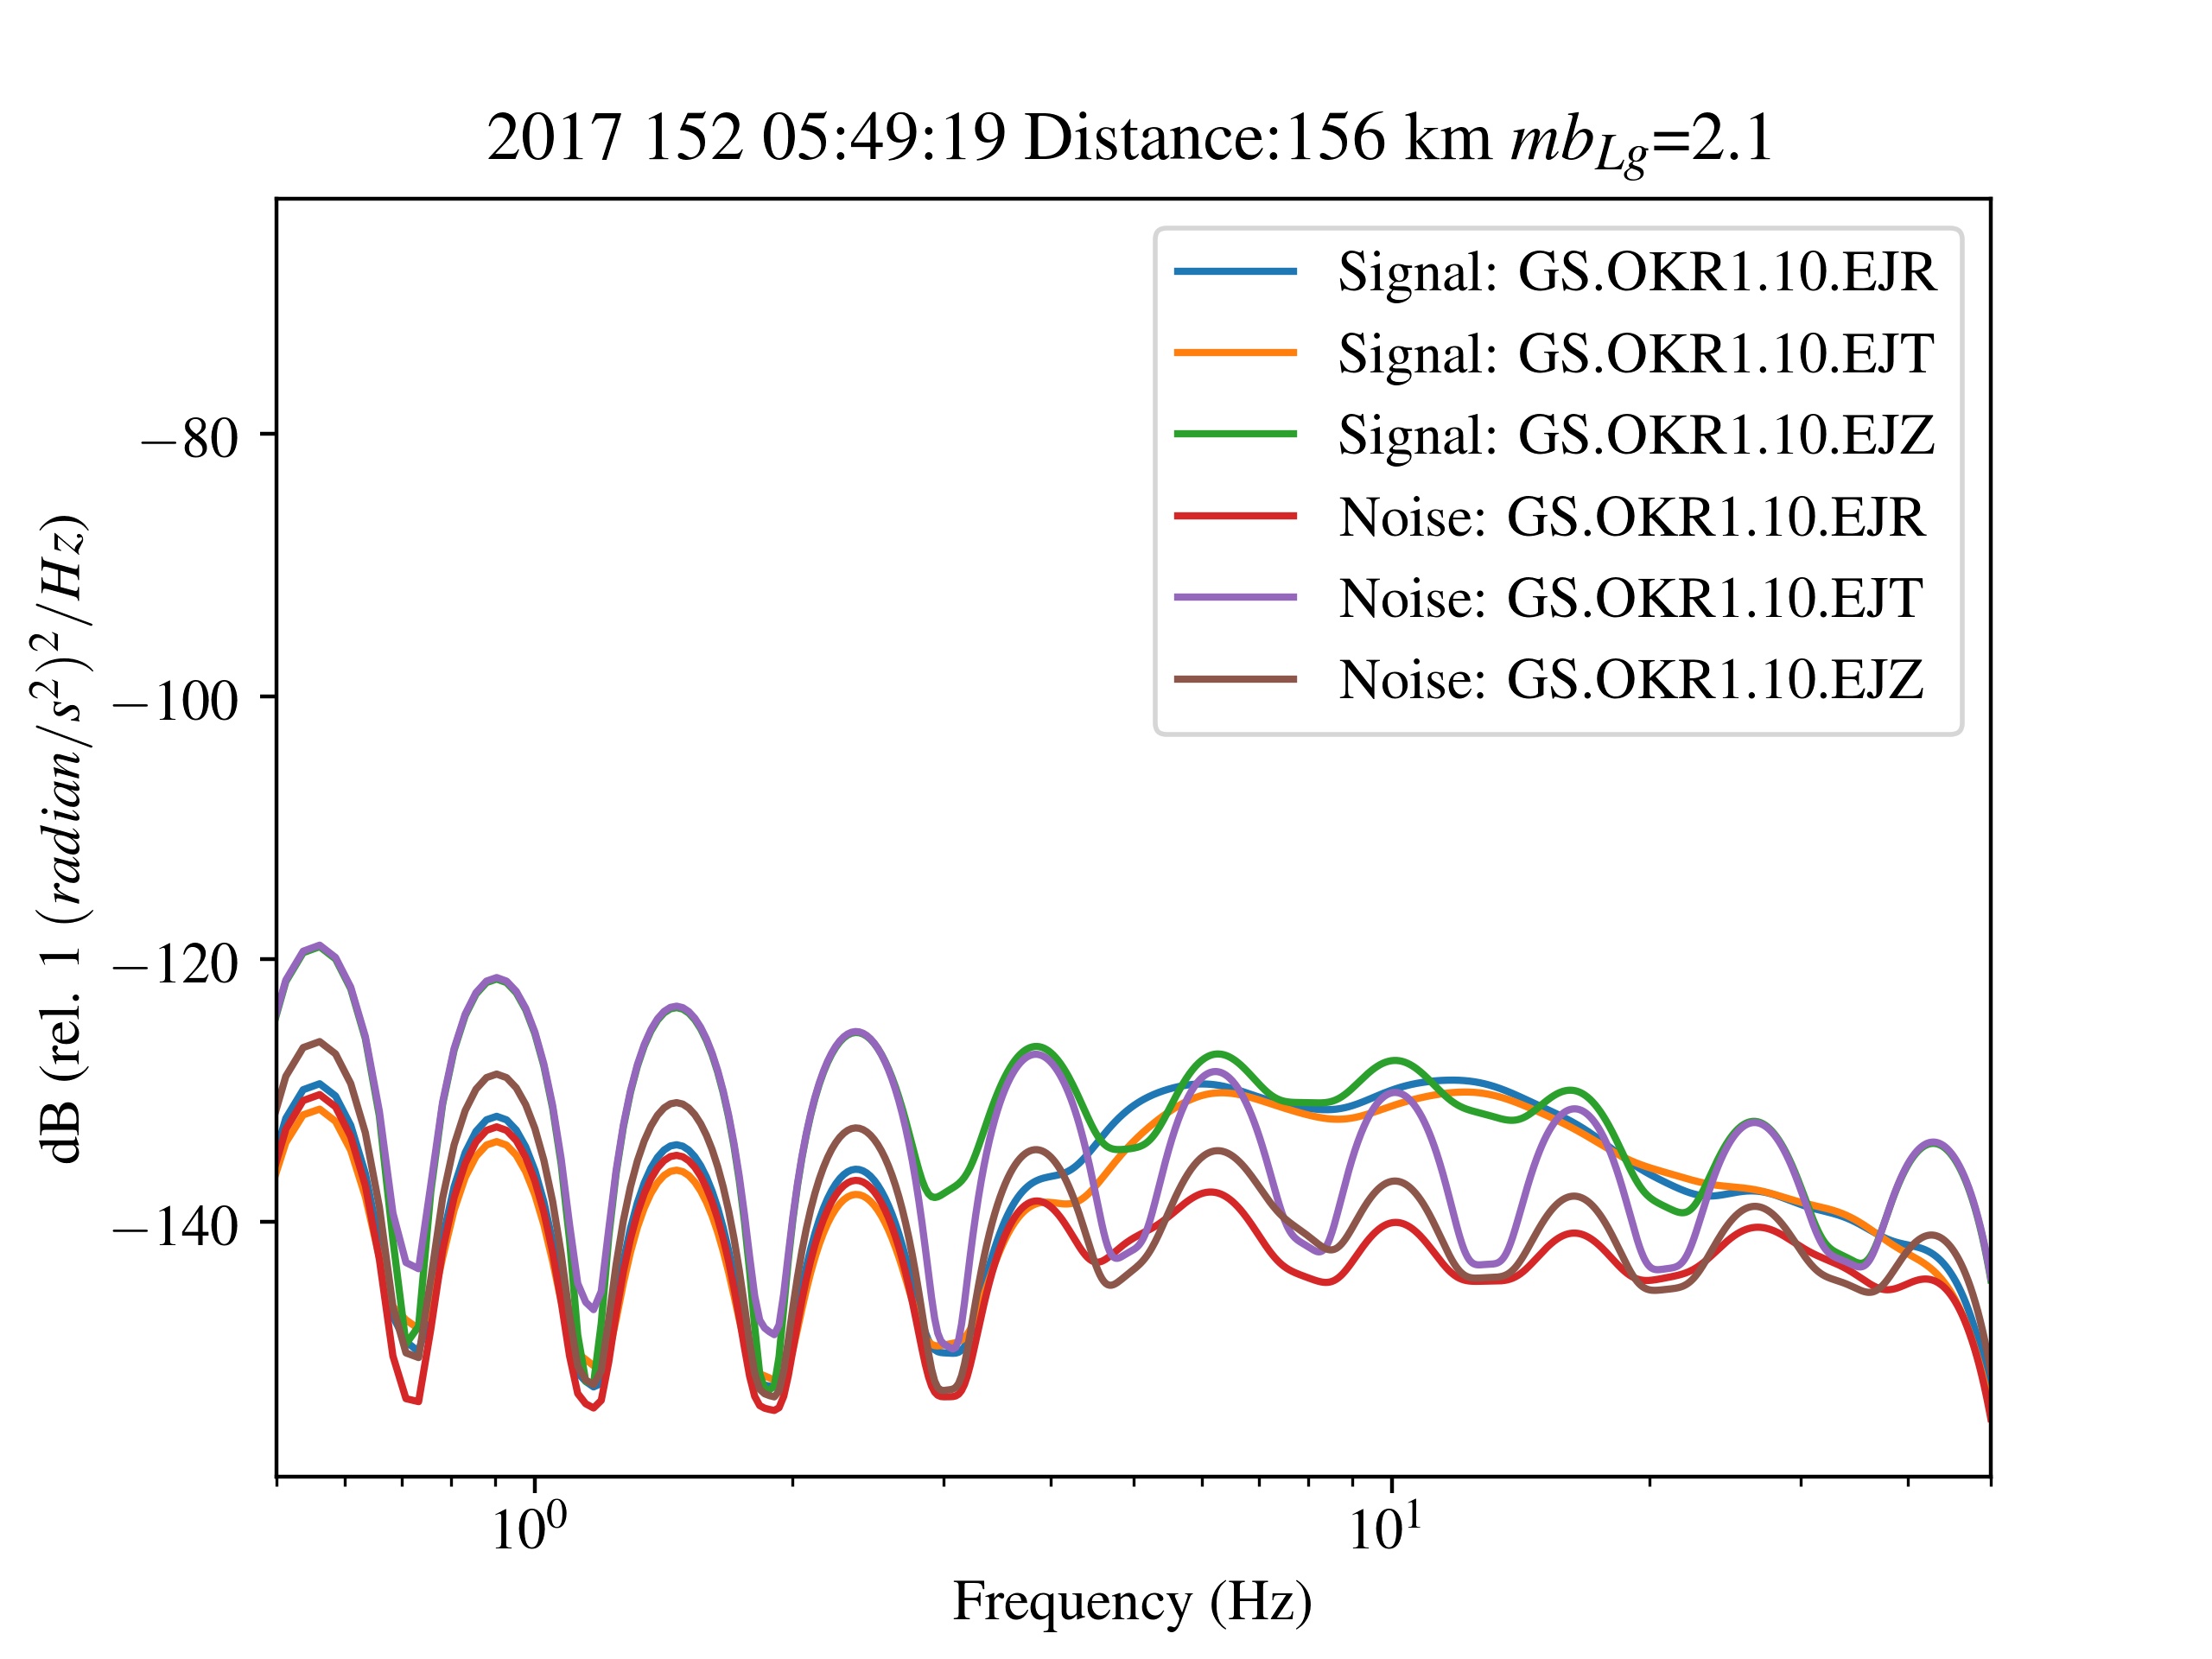 2017 152 05:49:19 Distance:156 km mb_{Lg}=2.1
Signal: GS.OKR1.10.EJR
Signal: GS.OKR1.10.EJT
Signal: GS.OKR1.10.EJZ
Noise: GS.OKR1.10.EJR
Noise: GS.OKR1.10.EJT
Noise: GS.OKR1.10.EJZ
dB (rel. 1 (radian/s²)²/Hz)
−80
−100
−120
−140
10⁰
10¹
Frequency (Hz)